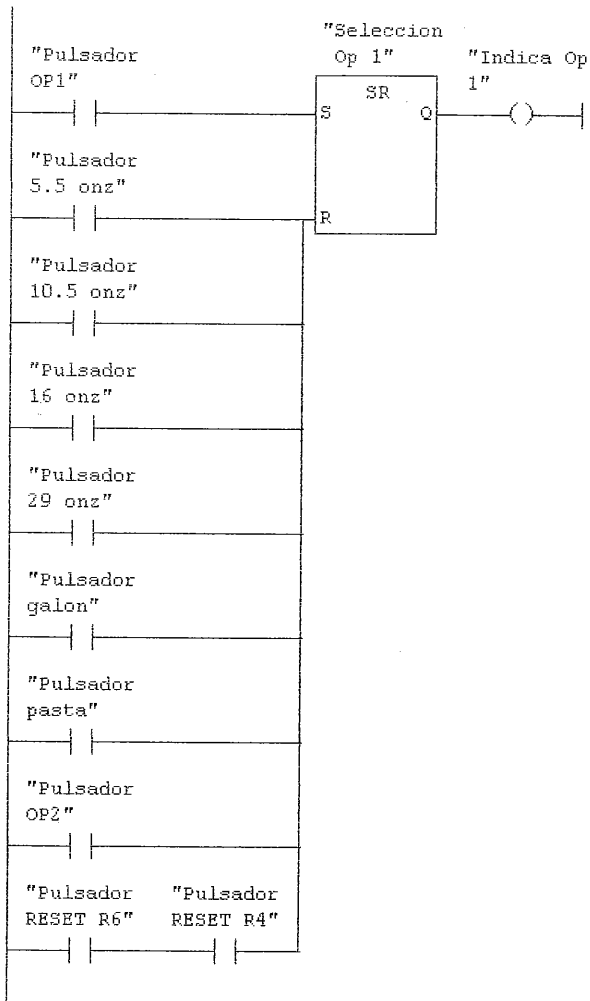 "Seleccion
Op 1"
"Pulsador
OP1"
"Indica Op
1"
SR
S
Q
"Pulsador
5.5 onz"
R
"Pulsador
10.5 onz"
"Pulsador
16 onz"
"Pulsador
29 onz"
"Pulsador
galon"
"Pulsador
pasta"
"Pulsador
OP2"
"Pulsador
RESET R6"
"Pulsador
RESET R4"